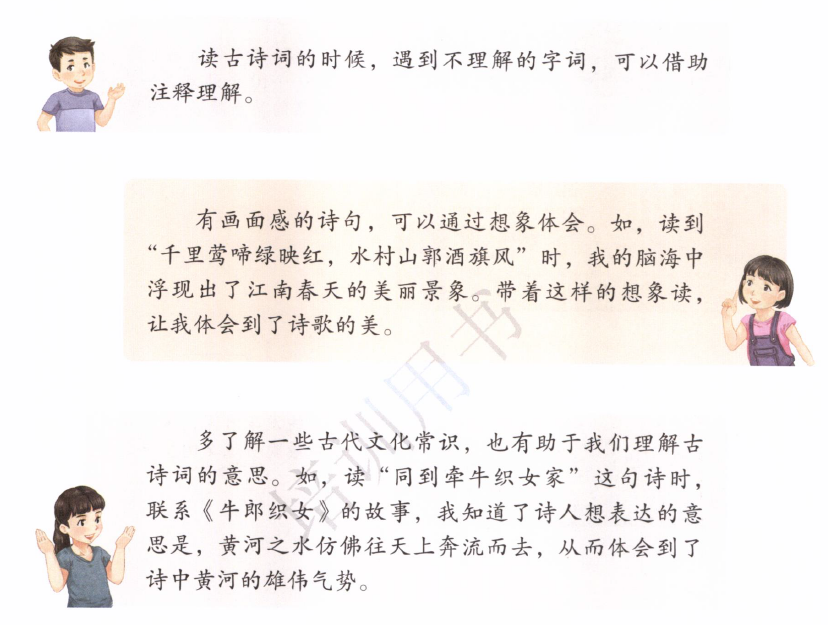 读古诗词的时候，遇到不理解的字词，可以借助
注释理解。
有画面感的诗句，可以通过想象体会。如，读到
“千里莺啼绿映红，水村山郭酒旗风”时，我的脑海中
浮现出了江南春天的美丽景象。带着这样的想象读，
让我体会到了诗歌的美。
多了解一些古代文化常识，也有助于我们理解古
诗词的意思。如，读“同到牵牛织女家”这句诗时，
联系《牛郎织女》的故事，我知道了诗人想表达的意
思是，黄河之水仿佛往天上奔流而去，从而体会到了
诗中黄河的雄伟气势。
培训用书